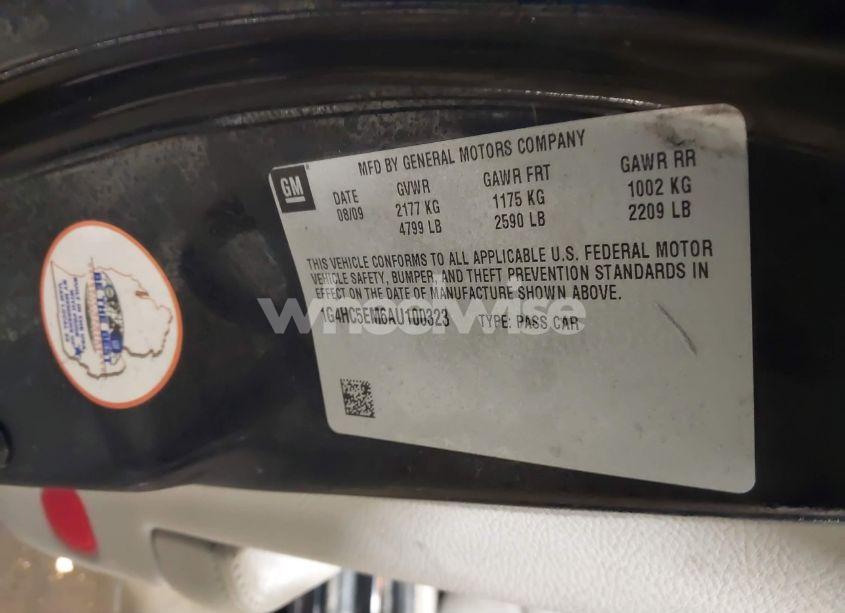 GM
MFD BY GENERAL MOTORS COMPANY
DATE GVWR GAWR FRT GAWR RR
08/09 2177 KG 1175 KG 1002 KG
4799 LB 2590 LB 2209 LB
THIS VEHICLE CONFORMS TO ALL APPLICABLE U.S. FEDERAL MOTOR
VEHICLE SAFETY, BUMPER, AND THEFT PREVENTION STANDARDS IN
EFFECT ON THE DATE OF MANUFACTURE SHOWN ABOVE.
1G4HC5EM6AU100323 TYPE: PASS CAR
wheelwise